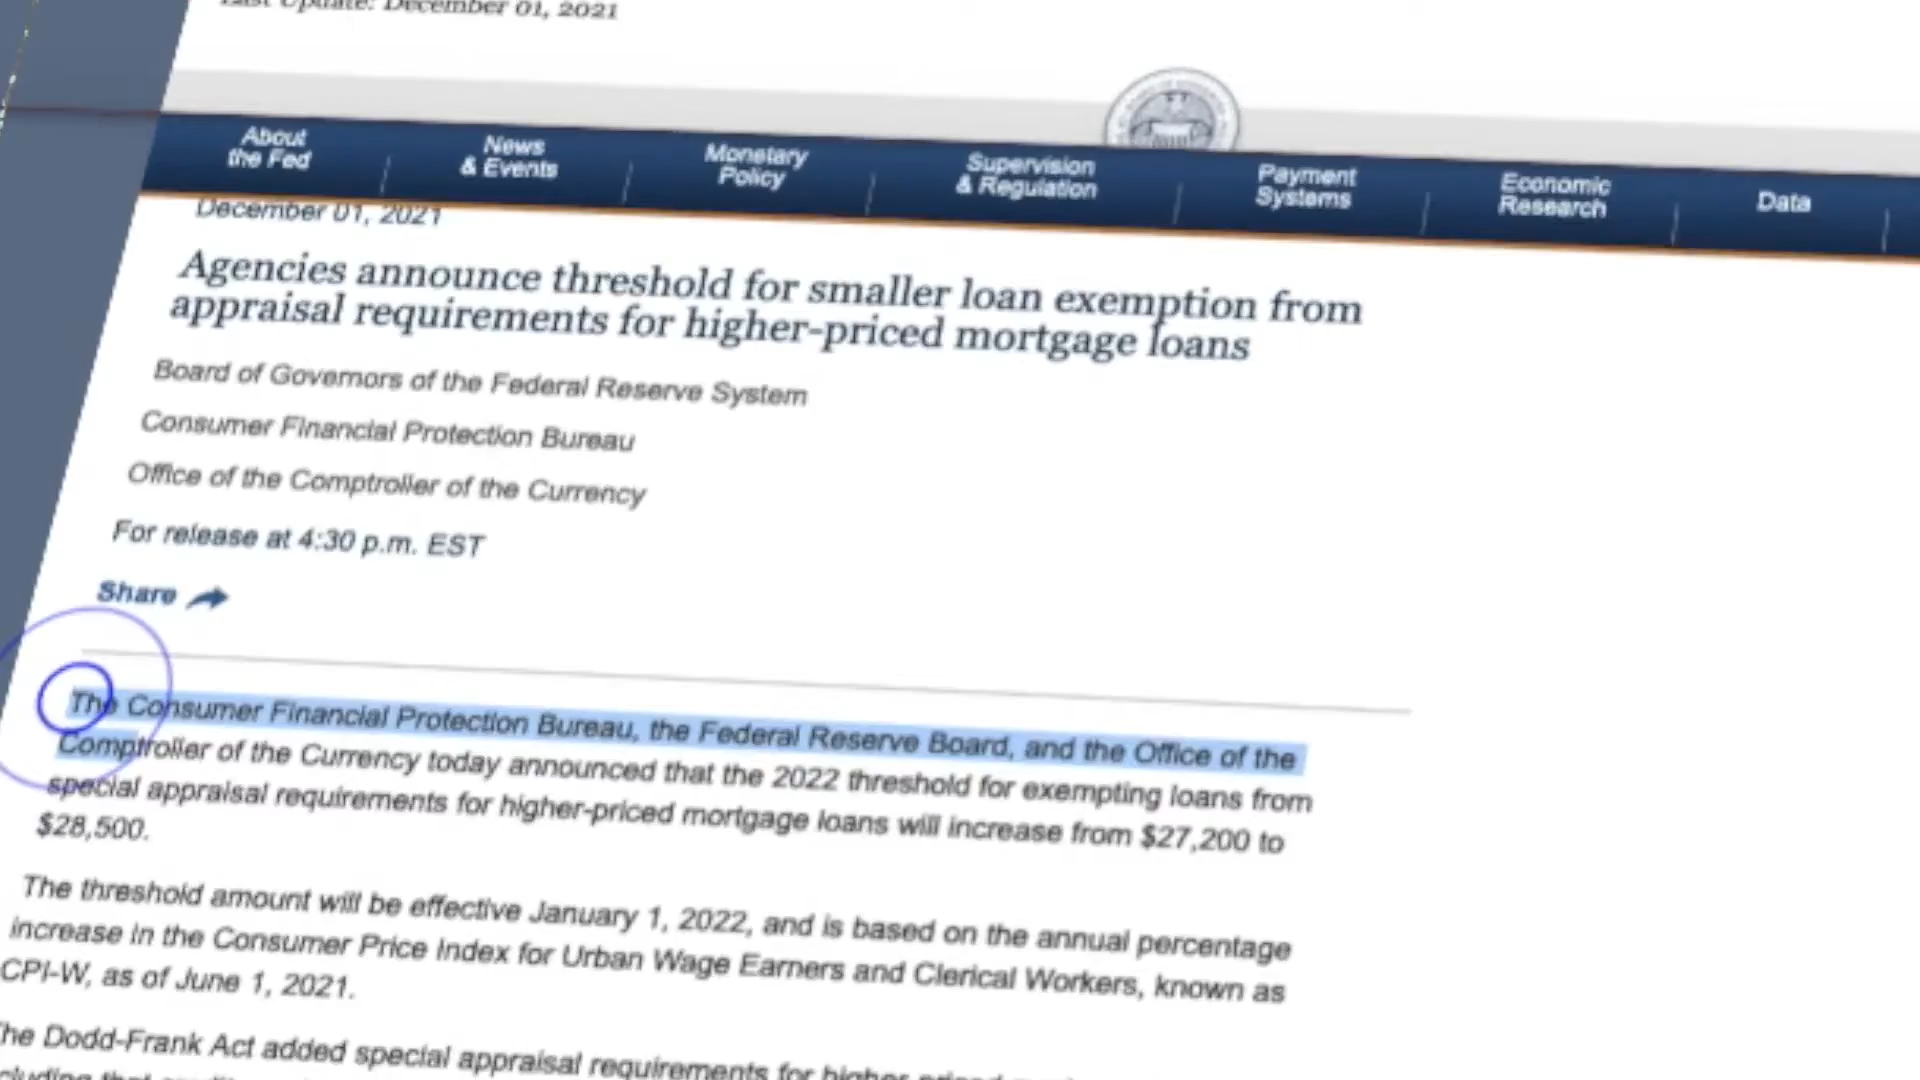 Last Update: December 01, 2021
About
the Fed
News
& Events
Monetary
Policy
Supervision
& Regulation
Payment
Systems
Economic
Research
Data
December 01, 2021
Agencies announce threshold for smaller loan exemption from
appraisal requirements for higher-priced mortgage loans
Board of Governors of the Federal Reserve System
Consumer Financial Protection Bureau
Office of the Comptroller of the Currency
For release at 4:30 p.m. EST
Share
The Consumer Financial Protection Bureau, the Federal Reserve Board, and the Office of the
Comptroller of the Currency today announced that the 2022 threshold for exempting loans from
special appraisal requirements for higher-priced mortgage loans will increase from $27,200 to
$28,500.
The threshold amount will be effective January 1, 2022, and is based on the annual percentage
increase in the Consumer Price Index for Urban Wage Earners and Clerical Workers, known as
CPI-W, as of June 1, 2021.
The Dodd-Frank Act added special appraisal requirements for